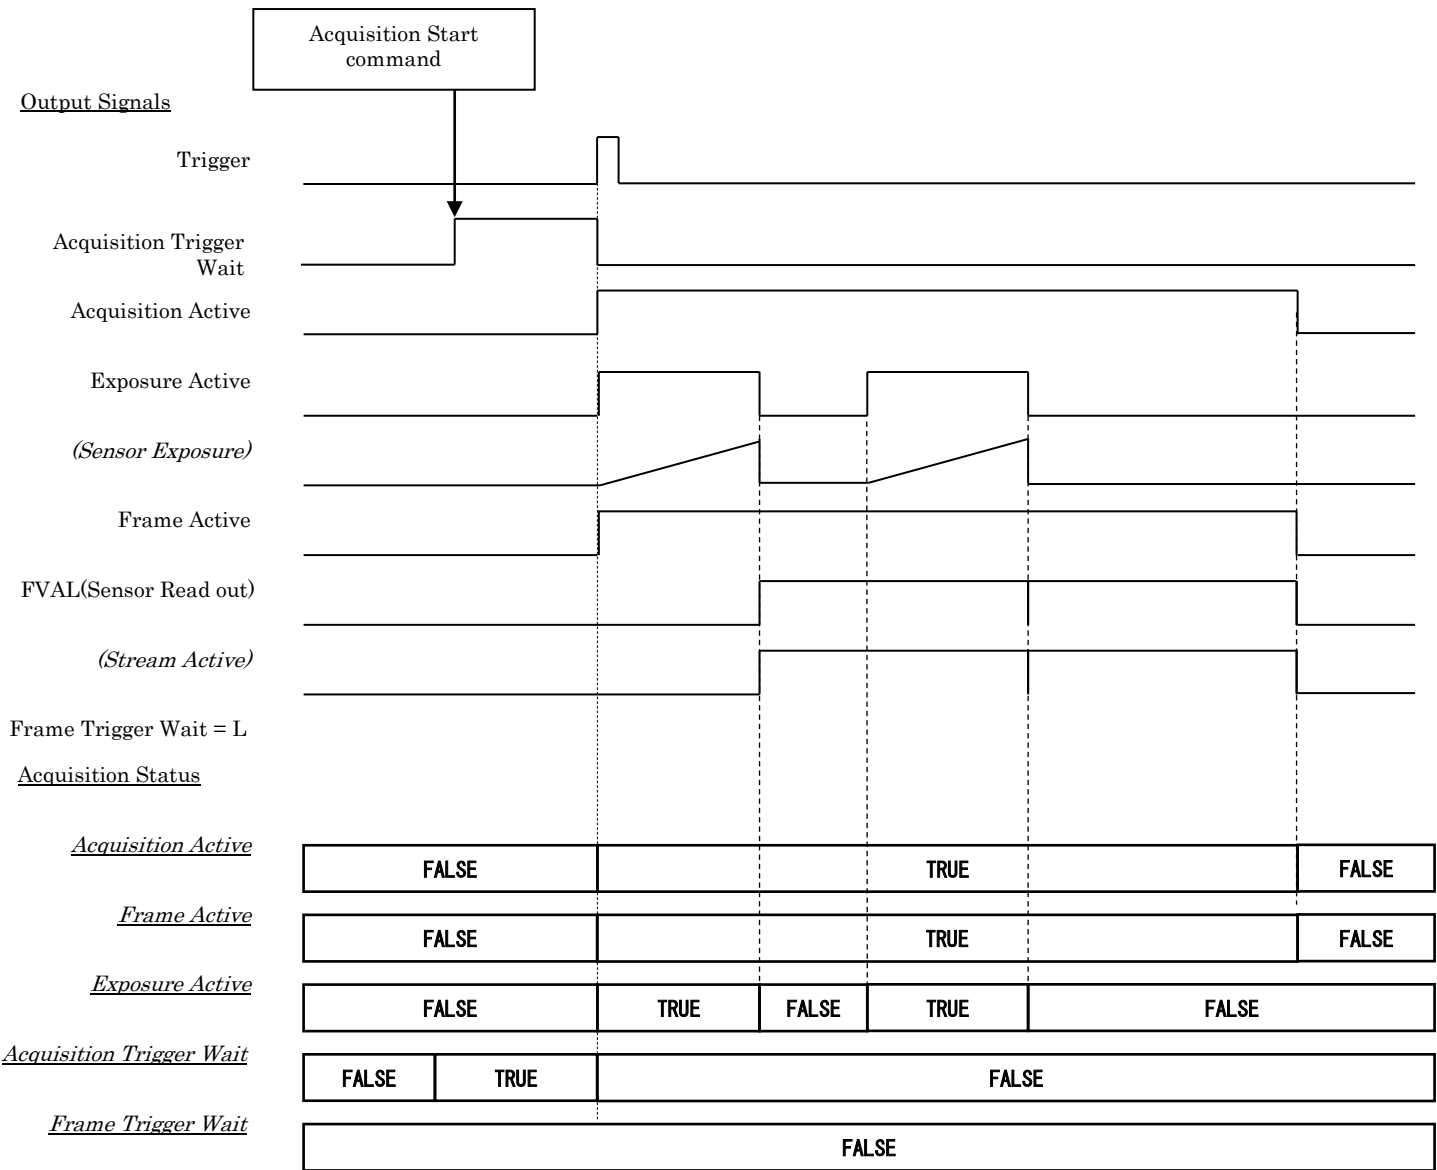 Acquisition Start
command
Output Signals
Trigger
Acquisition Trigger
Wait
Acquisition Active
Exposure Active
(Sensor Exposure)
Frame Active
FVAL(Sensor Read out)
(Stream Active)
Frame Trigger Wait = L
Acquisition Status
Acquisition Active
FALSE TRUE FALSE
Frame Active
FALSE TRUE FALSE
Exposure Active
FALSE TRUE FALSE TRUE FALSE
Acquisition Trigger Wait
FALSE TRUE FALSE
Frame Trigger Wait
FALSE